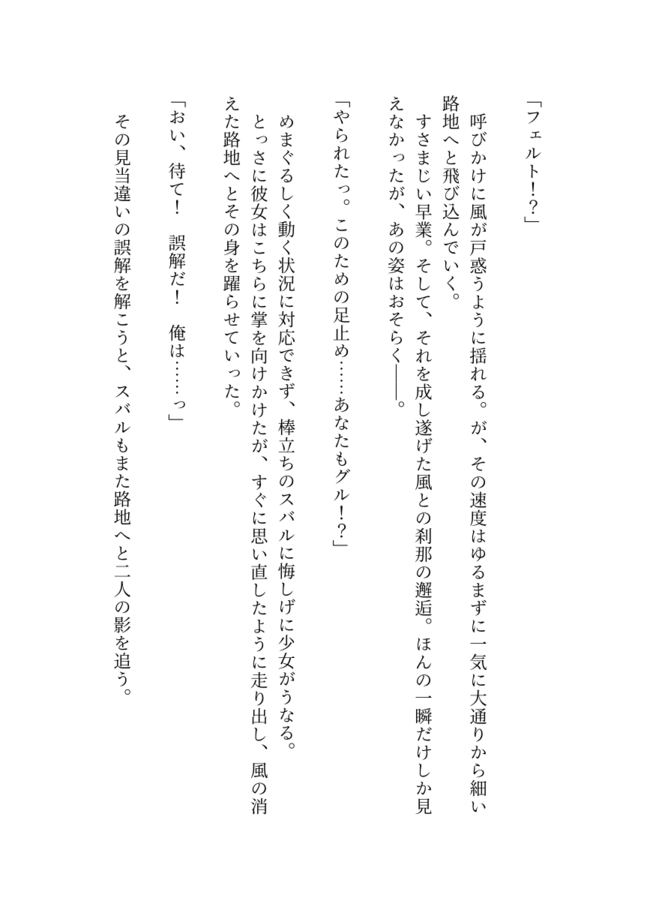 「フェルト！？」
　呼びかけに風が戸惑うように揺れる。が、その速度はゆるまずに一気に大通りから細い
路地へと飛び込んでいく。
　すさまじい早業。そして、それを成し遂げた風との刹那の邂逅。ほんの一瞬だけしか見
えなかったが、あの姿はおそらく――。
「やられたっ。このための足止め……あなたもグル！？」
　めまぐるしく動く状況に対応できず、棒立ちのスバルに悔しげに少女がうなる。
　とっさに彼女はこちらに掌を向けかけたが、すぐに思い直したように走り出し、風の消
えた路地へとその身を躍らせていった。
「おい、待て！　誤解だ！　俺は……っ」
　その見当違いの誤解を解こうと、スバルもまた路地へと二人の影を追う。